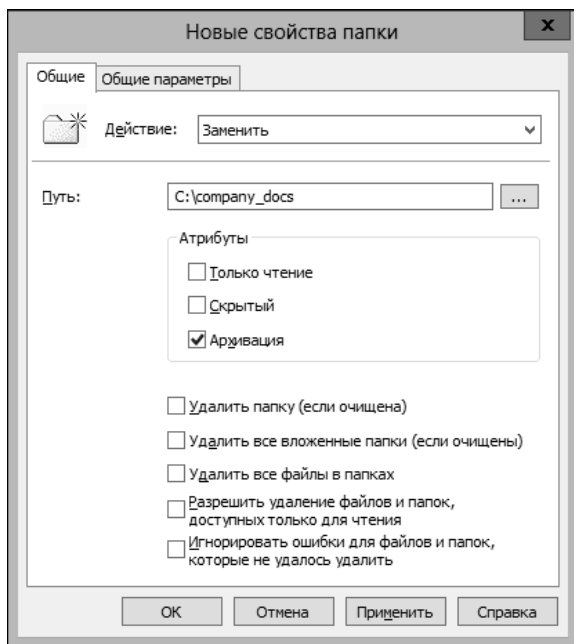 Новые свойства папки
x
Общие
Общие параметры
Действие:
Заменить
Путь:
C:\company_docs
...
Атрибуты
Только чтение
Скрытый
Архивация
Удалить папку (если очищена)
Удалить все вложенные папки (если очищены)
Удалить все файлы в папках
Разрешить удаление файлов и папок,
доступных только для чтения
Игнорировать ошибки для файлов и папок,
которые не удалось удалить
ОК
Отмена
Применить
Справка